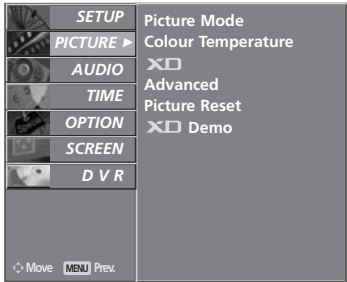 SETUP
PICTURE ►
AUDIO
TIME
OPTION
SCREEN
D V R
Picture Mode
Colour Temperature
XD
Advanced
Picture Reset
XD Demo
Move MENU Prev.